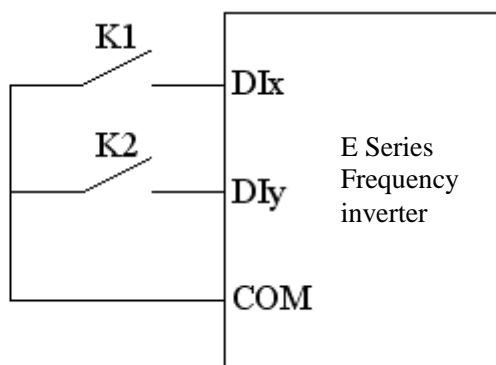 K1
DIx
K2
DIy
E Series
Frequency
inverter
COM